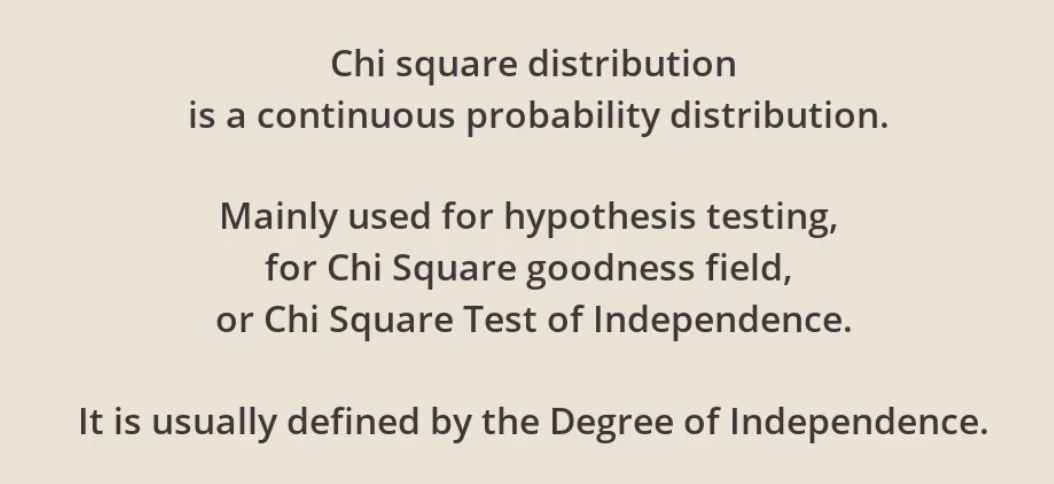 Chi square distribution
is a continuous probability distribution.
Mainly used for hypothesis testing,
for Chi Square goodness field,
or Chi Square Test of Independence.
It is usually defined by the Degree of Independence.